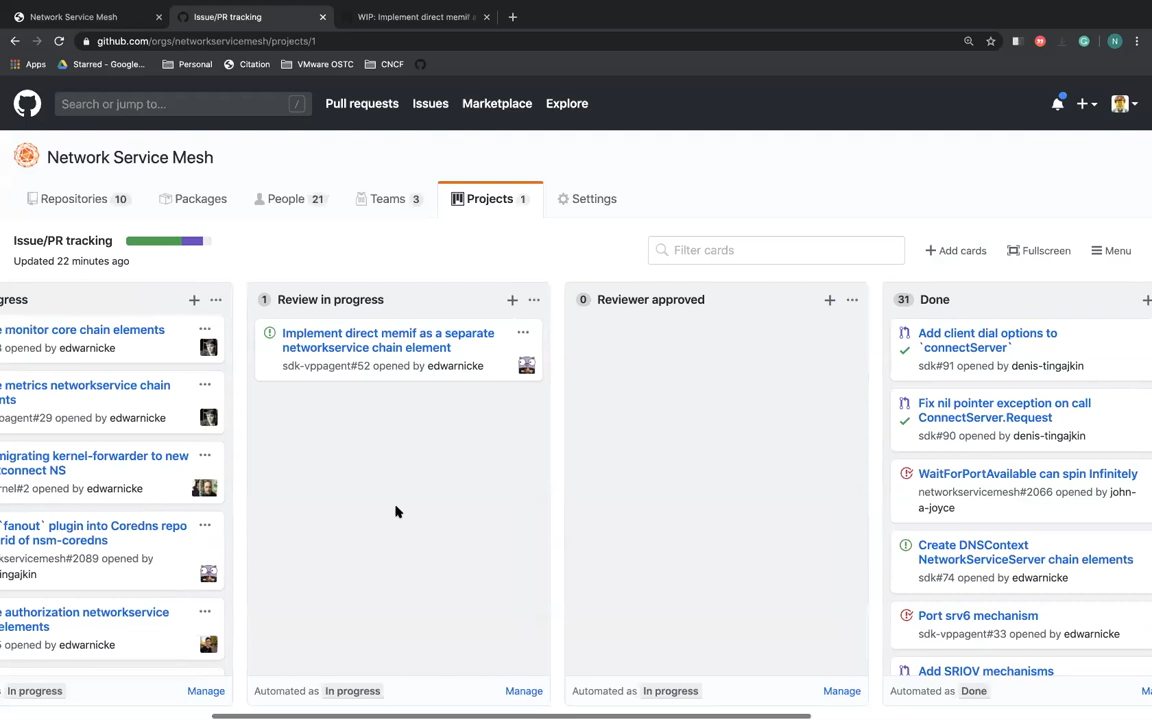 Network Service Mesh
Issue/PR tracking
WIP: Implement direct memif a
github.com/orgs/networkservicemesh/projects/1
Apps
Starred - Google...
Personal
Citation
VMware OSTC
CNCF
N
Search or jump to...
/
Pull requests
Issues
Marketplace
Explore
Network Service Mesh
Repositories 10
Packages
People 21
Teams 3
Projects 1
Settings
Issue/PR tracking
Updated 22 minutes ago
Filter cards
Add cards
Fullscreen
Menu
gress
e monitor core chain elements
3 opened by edwarnicke
e metrics networkservice chain
nts
pagent#29 opened by edwarnicke
migrating kernel-forwarder to new
tconnect NS
nel#2 opened by edwarnicke
`fanout` plugin into Coredns repo
rid of nsm-coredns
kservicemesh#2089 opened by
ingajkin
e authorization networkservice
elements
5 opened by edwarnicke
s In progress
Manage
1 Review in progress
Implement direct memif as a separate
networkservice chain element
sdk-vppagent#52 opened by edwarnicke
Automated as In progress
Manage
0 Reviewer approved
Automated as In progress
Manage
31 Done
Add client dial options to
`connectServer`
sdk#91 opened by denis-tingajkin
Fix nil pointer exception on call
ConnectServer.Request
sdk#90 opened by denis-tingajkin
WaitForPortAvailable can spin Infinitely
networkservicemesh#2066 opened by john-
a-joyce
Create DNSContext
NetworkServiceServer chain elements
sdk#74 opened by edwarnicke
Port srv6 mechanism
sdk-vppagent#33 opened by edwarnicke
Add SRIOV mechanisms
Automated as Done
M